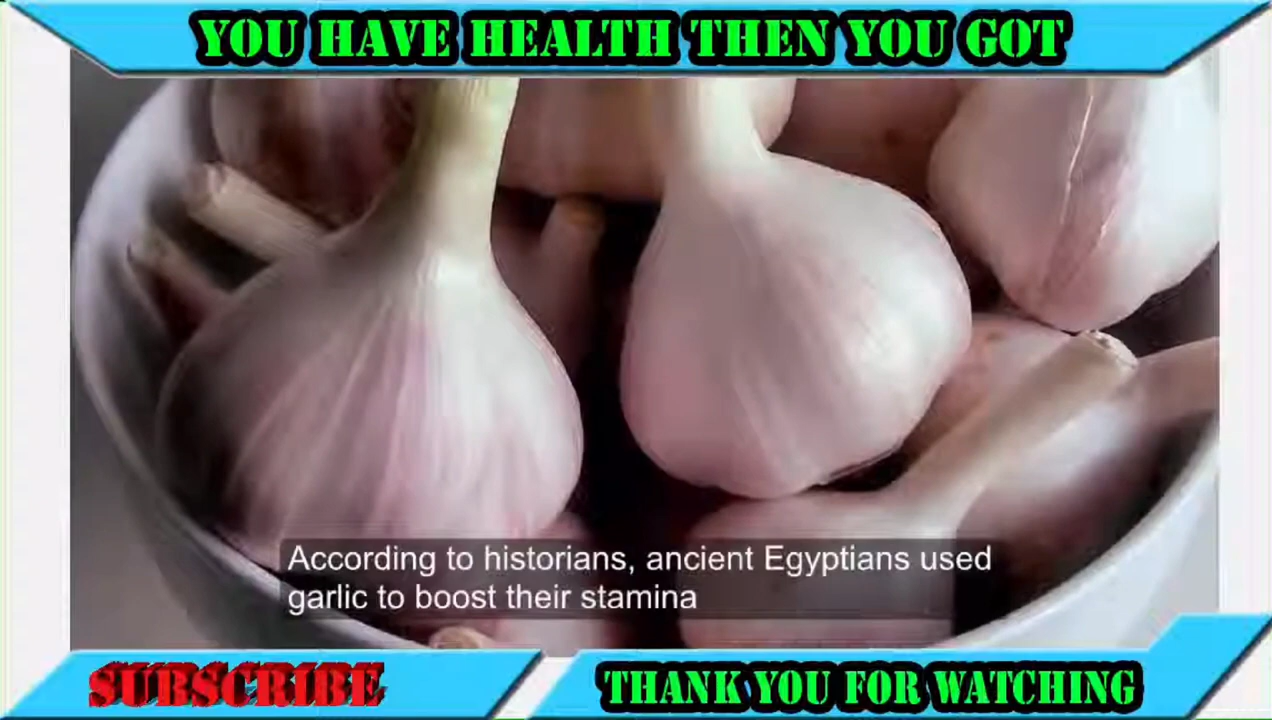 YOU HAVE HEALTH THEN YOU GOT
According to historians, ancient Egyptians used
garlic to boost their stamina
SUBSCRIBE
THANK YOU FOR WATCHING